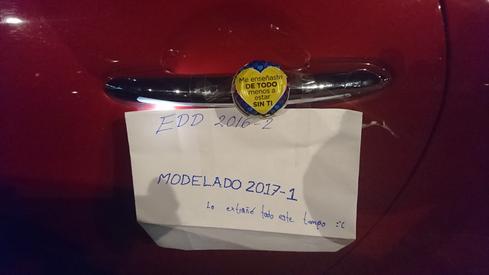 Me enseñaste
DE TODO
menos a
estar
SIN TI
EDD 2016-2
MODELADO 2017-1
Lo extrañé todo este tiempo :'(